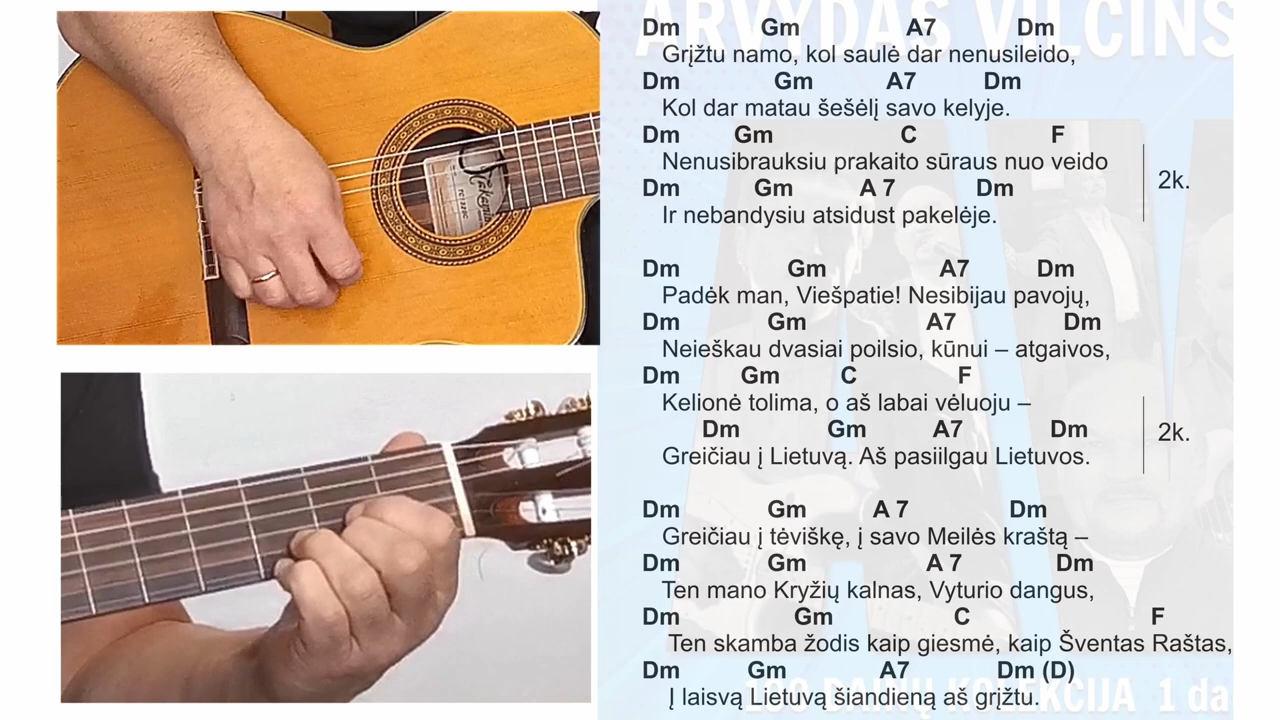 ARVYDAS VILČINS
Dm Gm A7 Dm
Grįžtu namo, kol saulė dar nenusileido,
Dm Gm A7 Dm
Kol dar matau šešėlį savo kelyje.
Dm Gm C F
Nenusibrauksiu prakaito sūraus nuo veido
2k.
Dm Gm A 7 Dm
Ir nebandysiu atsidust pakelėje.
Dm Gm A7 Dm
Padėk man, Viešpatie! Nesibijau pavojų,
Dm Gm A7 Dm
Neieškau dvasiai poilsio, kūnui – atgaivos,
Dm Gm C F
Kelionė tolima, o aš labai vėluoju –
2k.
Dm Gm A7 Dm
Greičiau į Lietuvą. Aš pasiilgau Lietuvos.
Dm Gm A 7 Dm
Greičiau į tėviškę, į savo Meilės kraštą –
Dm Gm A 7 Dm
Ten mano Kryžių kalnas, Vyturio dangus,
Dm Gm C F
Ten skamba žodis kaip giesmė, kaip Šventas Raštas,
Dm Gm A7 Dm (D)
Į laisvą Lietuvą šiandieną aš grįžtu.
DAINŲ KOLEKCIJA 1 da